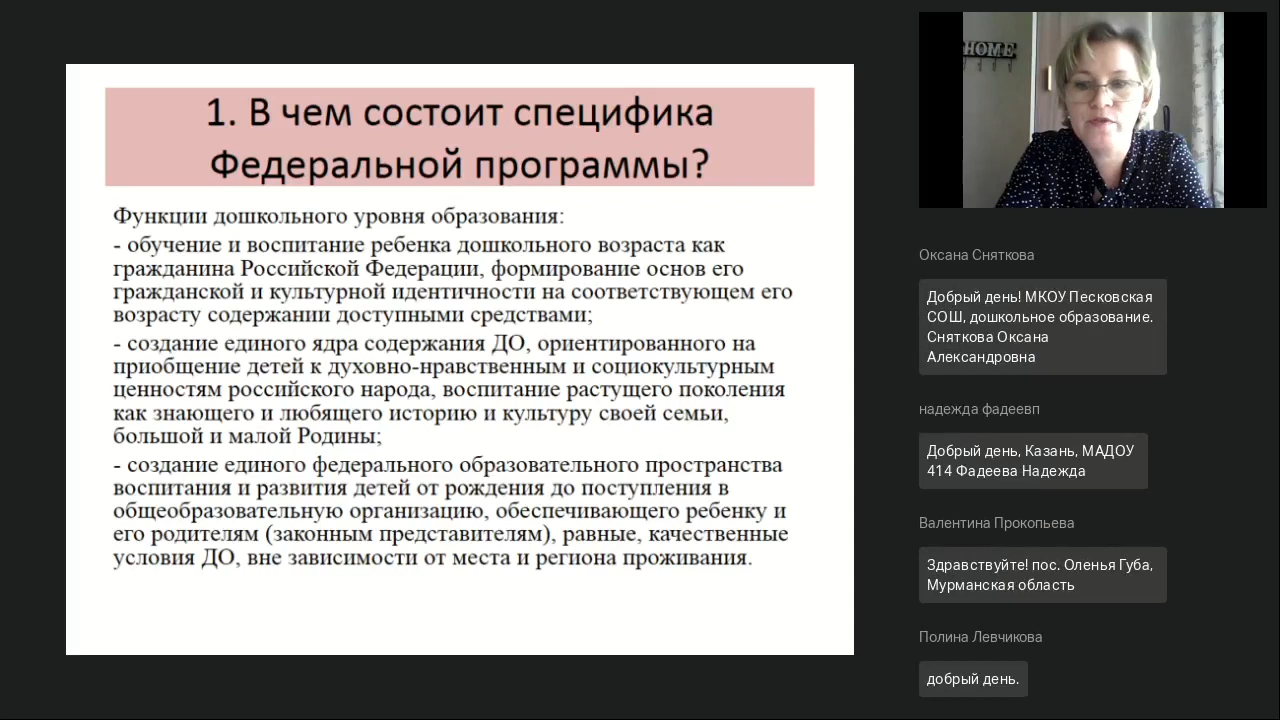 1. В чем состоит специфика
Федеральной программы?
Функции дошкольного уровня образования:
- обучение и воспитание ребенка дошкольного возраста как
гражданина Российской Федерации, формирование основ его
гражданской и культурной идентичности на соответствующем его
возрасту содержании доступными средствами;
- создание единого ядра содержания ДО, ориентированного на
приобщение детей к духовно-нравственным и социокультурным
ценностям российского народа, воспитание растущего поколения
как знающего и любящего историю и культуру своей семьи,
большой и малой Родины;
- создание единого федерального образовательного пространства
воспитания и развития детей от рождения до поступления в
общеобразовательную организацию, обеспечивающего ребенку и
его родителям (законным представителям), равные, качественные
условия ДО, вне зависимости от места и региона проживания.
HOME
Оксана Сняткова
Добрый день! МКОУ Песковская
СОШ, дошкольное образование.
Сняткова Оксана
Александровна
надежда фадеевп
Добрый день, Казань, МАДОУ
414 Фадеева Надежда
Валентина Прокопьева
Здравствуйте! пос. Оленья Губа,
Мурманская область
Полина Левчикова
добрый день.